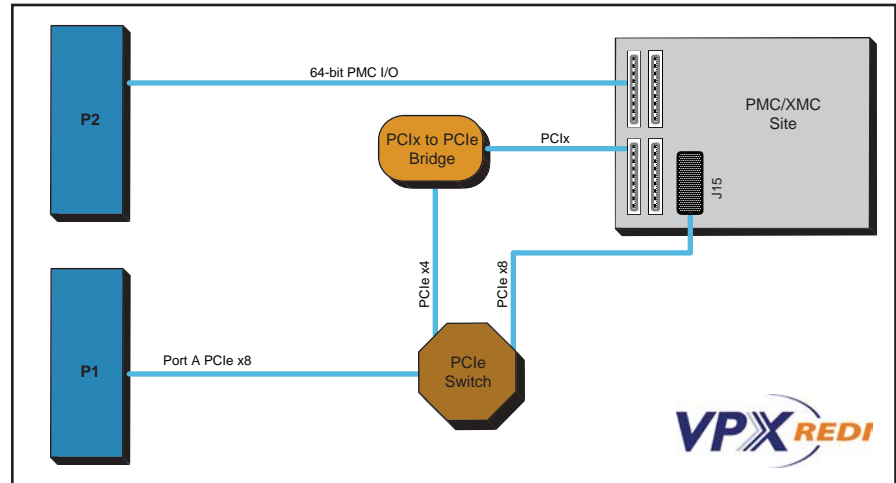 64-bit PMC I/O
P2
PMC/XMC
Site
PCIx to PCIe
Bridge
PCIx
J15
PCIe x4
PCIe x8
Port A PCIe x8
P1
PCIe
Switch
VPX REDI